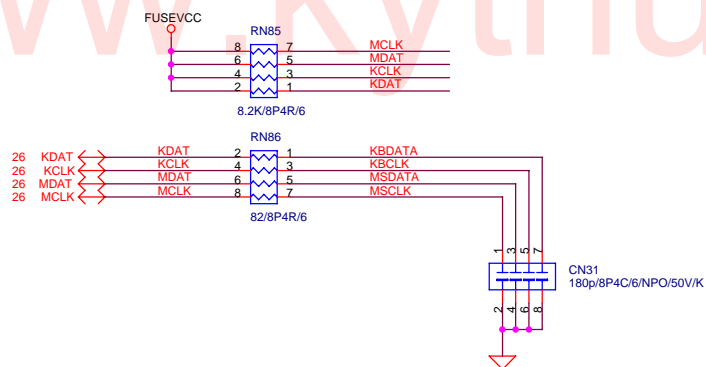 www.kythu
FUSEVCC
RN85
8 7 MCLK
6 5 MDAT
4 3 KCLK
2 1 KDAT
8.2K/8P4R/6
RN86
26 KDAT KDAT 2 1 KBDATA
26 KCLK KCLK 4 3 KBCLK
26 MDAT MDAT 6 5 MSDATA
26 MCLK MCLK 8 7 MSCLK
82/8P4R/6
1 3 5 7
CN31
180p/8P4C/6/NPO/50V/K
2 4 6 8